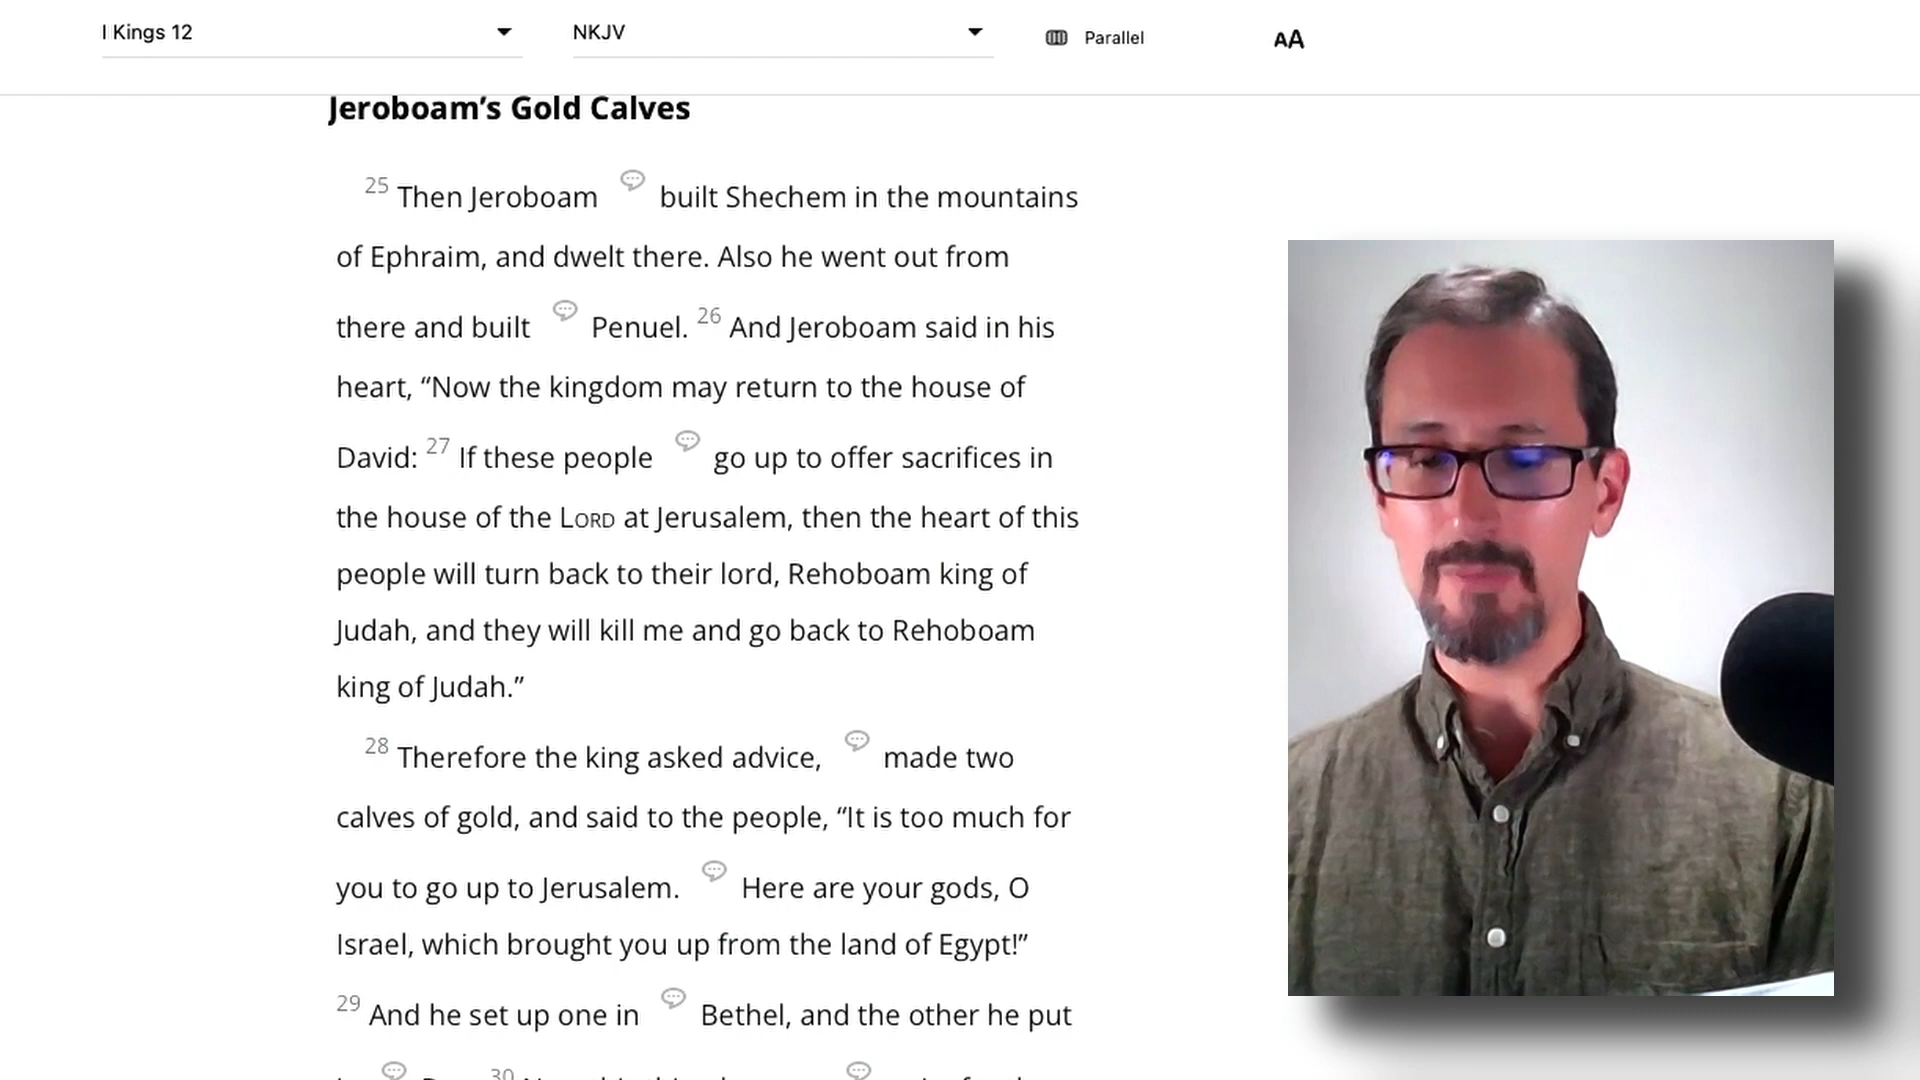 I Kings 12
NKJV
Parallel
AA
Jeroboam’s Gold Calves
25 Then Jeroboam built Shechem in the mountains
of Ephraim, and dwelt there. Also he went out from
there and built Penuel. 26 And Jeroboam said in his
heart, “Now the kingdom may return to the house of
David: 27 If these people go up to offer sacrifices in
the house of the LORD at Jerusalem, then the heart of this
people will turn back to their lord, Rehoboam king of
Judah, and they will kill me and go back to Rehoboam
king of Judah.”
28 Therefore the king asked advice, made two
calves of gold, and said to the people, “It is too much for
you to go up to Jerusalem. Here are your gods, O
Israel, which brought you up from the land of Egypt!”
29 And he set up one in Bethel, and the other he put
30